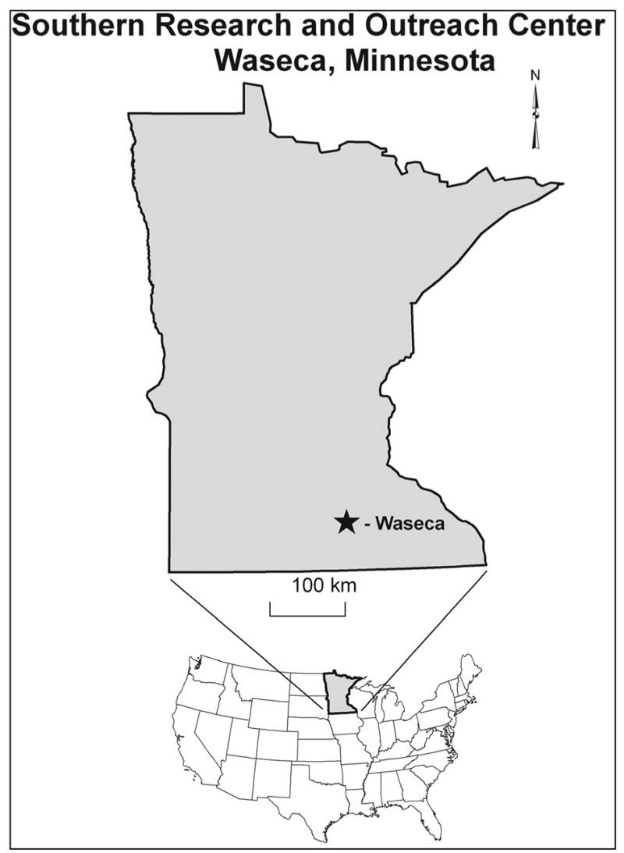 Southern Research and Outreach Center
Waseca, Minnesota
N
- Waseca
100 km